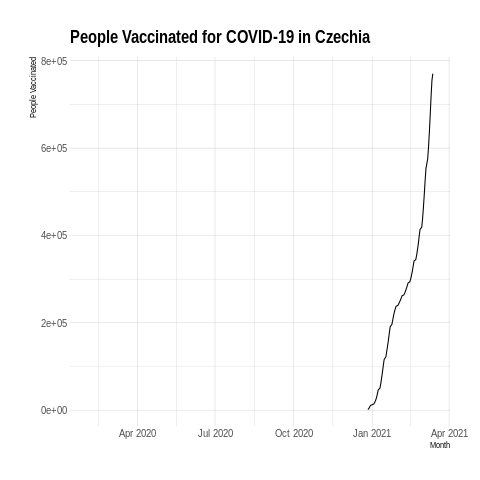 People Vaccinated for COVID-19 in Czechia
People Vaccinated
8e+05
6e+05
4e+05
2e+05
0e+00
Apr 2020 Jul 2020 Oct 2020 Jan 2021 Apr 2021
Month